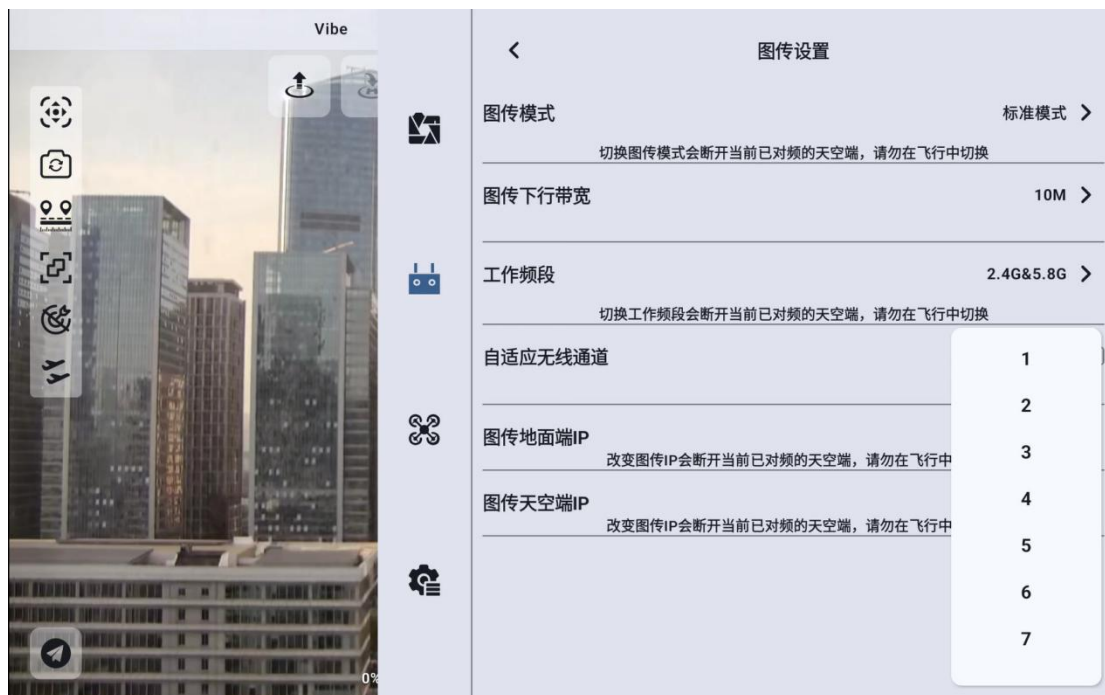 Vibe
图传设置
图传模式
标准模式
切换图传模式会断开当前已对频的天空端，请勿在飞行中切换
图传下行带宽
10M
工作频段
2.4G&5.8G
切换工作频段会断开当前已对频的天空端，请勿在飞行中切换
自适应无线通道
1
2
图传地面端IP
3
改变图传IP会断开当前已对频的天空端，请勿在飞行中
图传天空端IP
4
改变图传IP会断开当前已对频的天空端，请勿在飞行中
5
6
7
0%